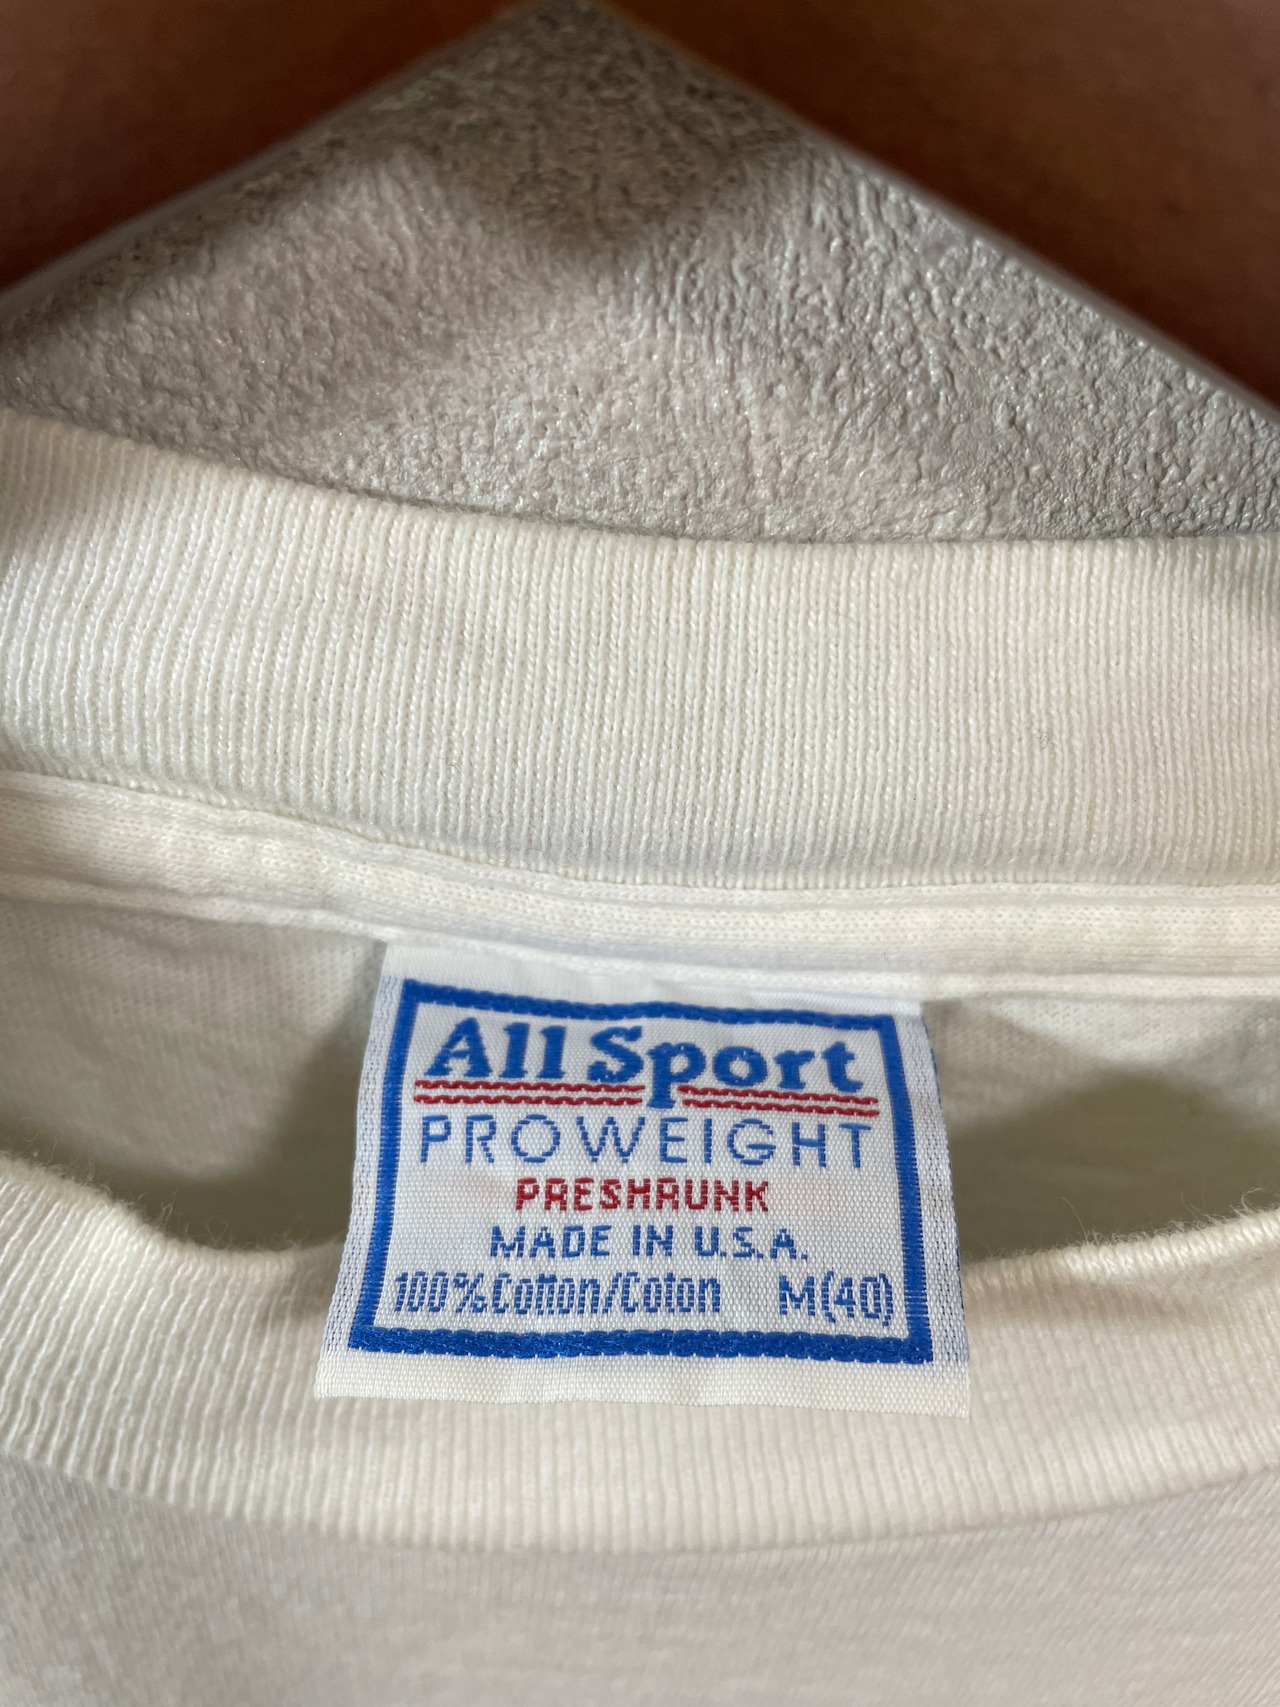 All Sport
PROWEIGHT
PRESHRUNK
MADE IN U.S.A.
100% Cotton/Coton M(40)